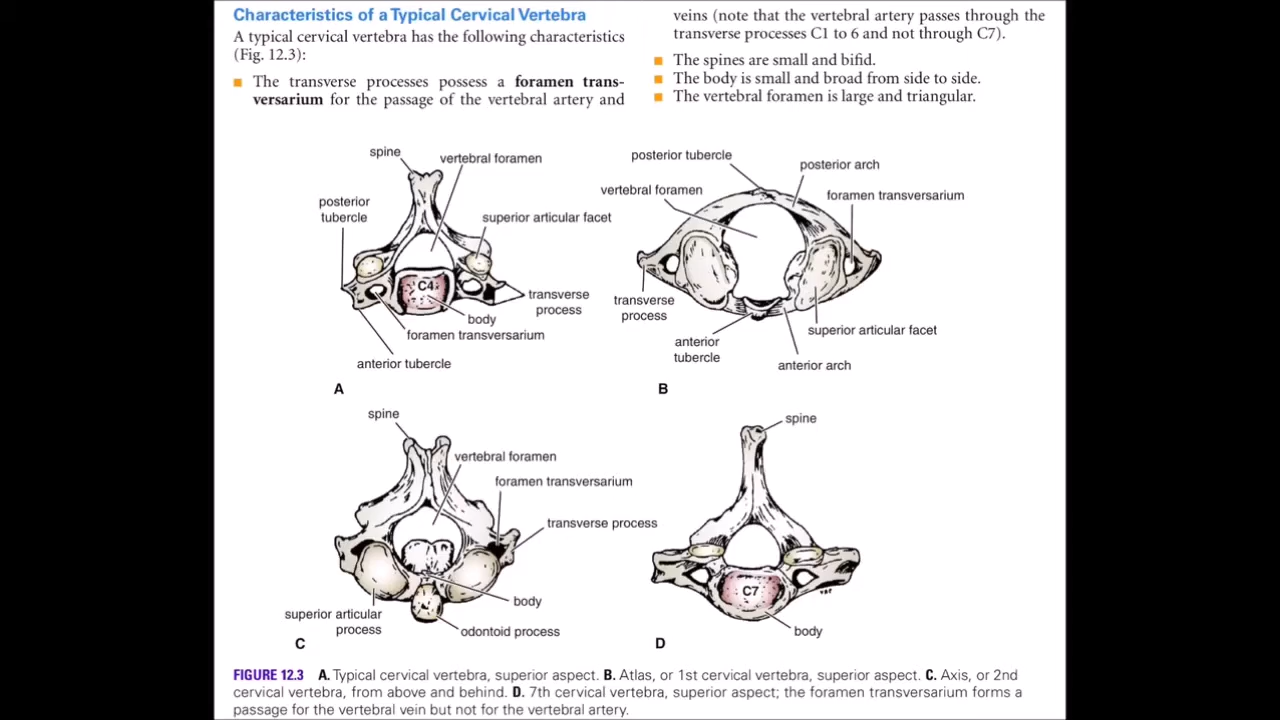 Characteristics of a Typical Cervical Vertebra
A typical cervical vertebra has the following characteristics
(Fig. 12.3):
■ The transverse processes possess a foramen trans-
versarium for the passage of the vertebral artery and
veins (note that the vertebral artery passes through the
transverse processes C1 to 6 and not through C7).
■ The spines are small and bifid.
■ The body is small and broad from side to side.
■ The vertebral foramen is large and triangular.
spine
vertebral foramen
posterior
tubercle
superior articular facet
C4
transverse
process
body
foramen transversarium
anterior tubercle
A
posterior tubercle
posterior arch
vertebral foramen
foramen transversarium
transverse
process
superior articular facet
anterior
tubercle
anterior arch
B
spine
vertebral foramen
foramen transversarium
transverse process
body
superior articular
process
odontoid process
C
spine
C7
body
D
FIGURE 12.3 A. Typical cervical vertebra, superior aspect. B. Atlas, or 1st cervical vertebra, superior aspect. C. Axis, or 2nd
cervical vertebra, from above and behind. D. 7th cervical vertebra, superior aspect; the foramen transversarium forms a
passage for the vertebral vein but not for the vertebral artery.